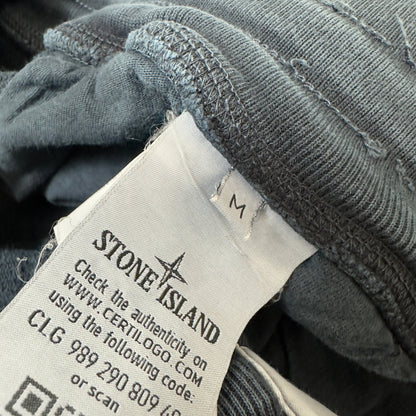 M
STONE ISLAND
Check the authenticity on
WWW.CERTILOGO.COM
using the following code:
CLG 989 290 809
or scan